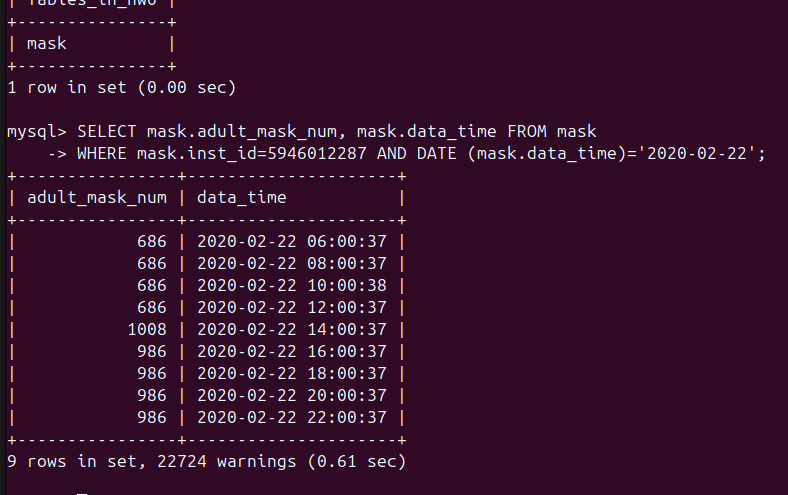 | Tables_in_hw0 |
+---------------+
| mask          |
+---------------+
1 row in set (0.00 sec)

mysql> SELECT mask.adult_mask_num, mask.data_time FROM mask
    -> WHERE mask.inst_id=5946012287 AND DATE (mask.data_time)='2020-02-22';
+----------------+---------------------+
| adult_mask_num | data_time           |
+----------------+---------------------+
|            686 | 2020-02-22 06:00:37 |
|            686 | 2020-02-22 08:00:37 |
|            686 | 2020-02-22 10:00:38 |
|            686 | 2020-02-22 12:00:37 |
|           1008 | 2020-02-22 14:00:37 |
|            986 | 2020-02-22 16:00:37 |
|            986 | 2020-02-22 18:00:37 |
|            986 | 2020-02-22 20:00:37 |
|            986 | 2020-02-22 22:00:37 |
+----------------+---------------------+
9 rows in set, 22724 warnings (0.61 sec)